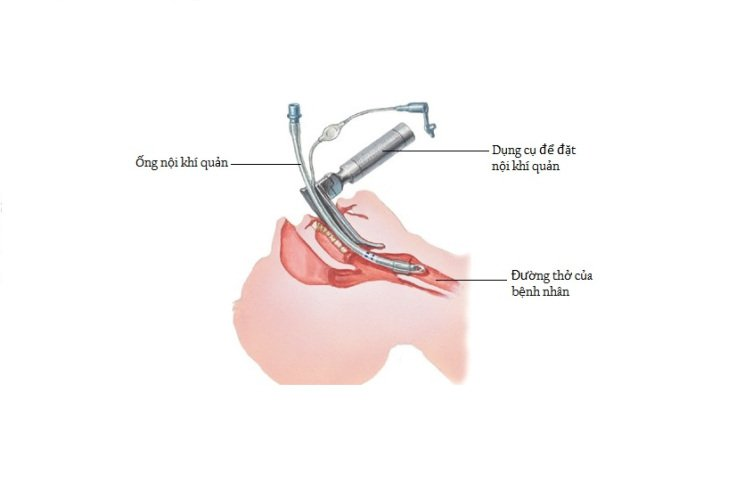 Ống nội khí quản
Dụng cụ để đặt
nội khí quản
Đường thở của
bệnh nhân